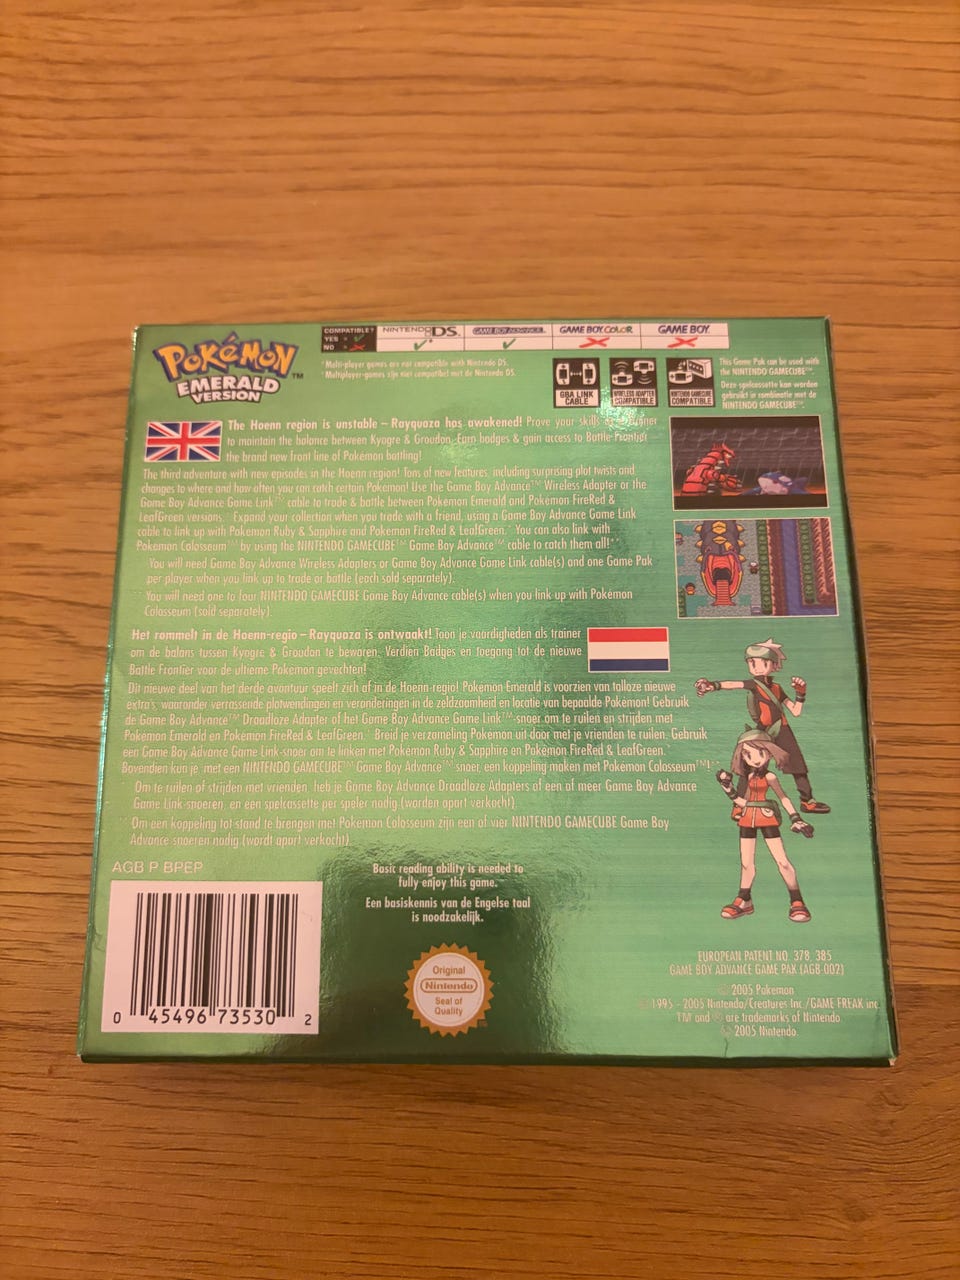 POKéMON™
EMERALD
VERSION
COMPATIBLE?
YES = ✓
NO = ✗
NINTENDO DS™
GAME BOY ADVANCE
GAME BOY COLOR
GAME BOY
* Multi-player games are not compatible with Nintendo DS.
* Multiplayer-games zijn niet compatibel met de Nintendo DS.
GBA LINK
CABLE
WIRELESS ADAPTER
COMPATIBLE
NINTENDO GAMECUBE
COMPATIBLE
This Game Pak can be used with
the NINTENDO GAMECUBE™.
Deze spelcassette kan worden
gebruikt in combinatie met de
NINTENDO GAMECUBE™.
The Hoenn region is unstable – Rayquaza has awakened! Prove your skills
to maintain the balance between Kyogre & Groudon. Earn badges & gain access to Battle Frontier,
the brand new front line of Pokémon battling!
The third adventure with new episodes in the Hoenn region! Tons of new features, including surprising plot twists and
changes to where and how often you can catch certain Pokémon! Use the Game Boy Advance™ Wireless Adapter or the
Game Boy Advance Game Link™ cable to trade & battle between Pokémon Emerald and Pokémon FireRed &
LeafGreen versions.* Expand your collection when you trade with a friend, using a Game Boy Advance Game Link
cable to link up with Pokémon Ruby & Sapphire and Pokémon FireRed & LeafGreen.* You can also link with
Pokémon Colosseum™ by using the NINTENDO GAMECUBE™ Game Boy Advance™ cable to catch them all!**
* You will need Game Boy Advance Wireless Adapters or Game Boy Advance Game Link cable(s) and one Game Pak
per player when you link up to trade or battle (each sold separately).
** You will need one to four NINTENDO GAMECUBE Game Boy Advance cable(s) when you link up with Pokémon
Colosseum (sold separately).
Het rommelt in de Hoenn-regio – Rayquaza is ontwaakt! Toon je vaardigheden als trainer
om de balans tussen Kyogre & Groudon te bewaren. Verdien Badges en toegang tot de nieuwe
Battle Frontier voor de ultieme Pokémon gevechten!
Dit nieuwe deel van het derde avontuur speelt zich af in de Hoenn-regio! Pokémon Emerald is voorzien van talloze nieuwe
extra's, waaronder verrassende plotwendingen en veranderingen in de zeldzaamheid en locatie van bepaalde Pokémon! Gebruik
de Game Boy Advance™ Draadloze Adapter of het Game Boy Advance Game Link™-snoer om te ruilen en strijden met
Pokémon Emerald en Pokémon FireRed & LeafGreen.* Breid je verzameling Pokémon uit door met je vrienden te ruilen. Gebruik
een Game Boy Advance Game Link-snoer om te linken met Pokémon Ruby & Sapphire en Pokémon FireRed & LeafGreen.*
Bovendien kun je met een NINTENDO GAMECUBE™ Game Boy Advance™ snoer, een koppeling maken met Pokémon Colosseum™!**
* Om te ruilen of strijden met vrienden, heb je Game Boy Advance Draadloze Adapters of een of meer Game Boy Advance
Game Link-snoeren, en één spelcassette per speler nodig (worden apart verkocht).
** Om een koppeling tot stand te brengen met Pokémon Colosseum zijn een of vier NINTENDO GAMECUBE Game Boy
Advance snoeren nodig (wordt apart verkocht).
AGB P BPEP
Basic reading ability is needed to
fully enjoy this game.
Een basiskennis van de Engelse taal
is noodzakelijk.
0 45496 73530 2
Original
Nintendo
Seal of
Quality
EUROPEAN PATENT NO. 378 385
GAME BOY ADVANCE GAME PAK (AGB-002)
© 2005 Pokémon
© 1995 - 2005 Nintendo/Creatures Inc./GAME FREAK inc.
TM and ® are trademarks of Nintendo.
© 2005 Nintendo.